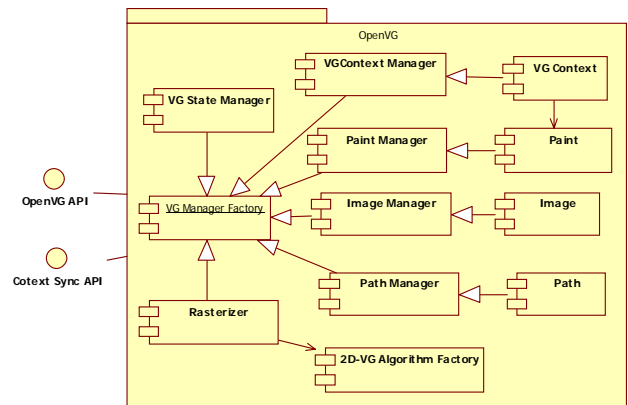 OpenVG
VGContext Manager
VG Context
VG State Manager
Paint Manager
Paint
OpenVG API
VG Manager Factory
Image Manager
Image
Cotext Sync API
Path Manager
Path
Rasterizer
2D-VG Algorithm Factory